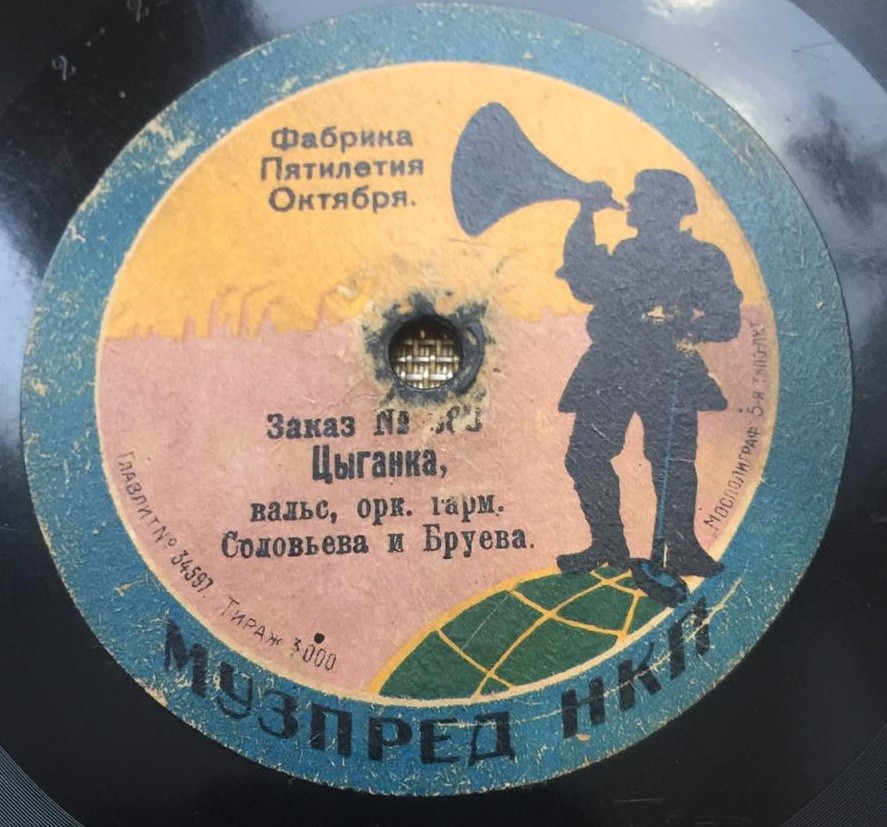 Фабрика
Пятилетия
Октября.
Заказ №
Цыганка,
вальс, орк. гарм.
Соловьева и Бруева.
Главлит № 34597. Тираж 3000
Мосполиграф 5-я
МУЗПРЕД НКП